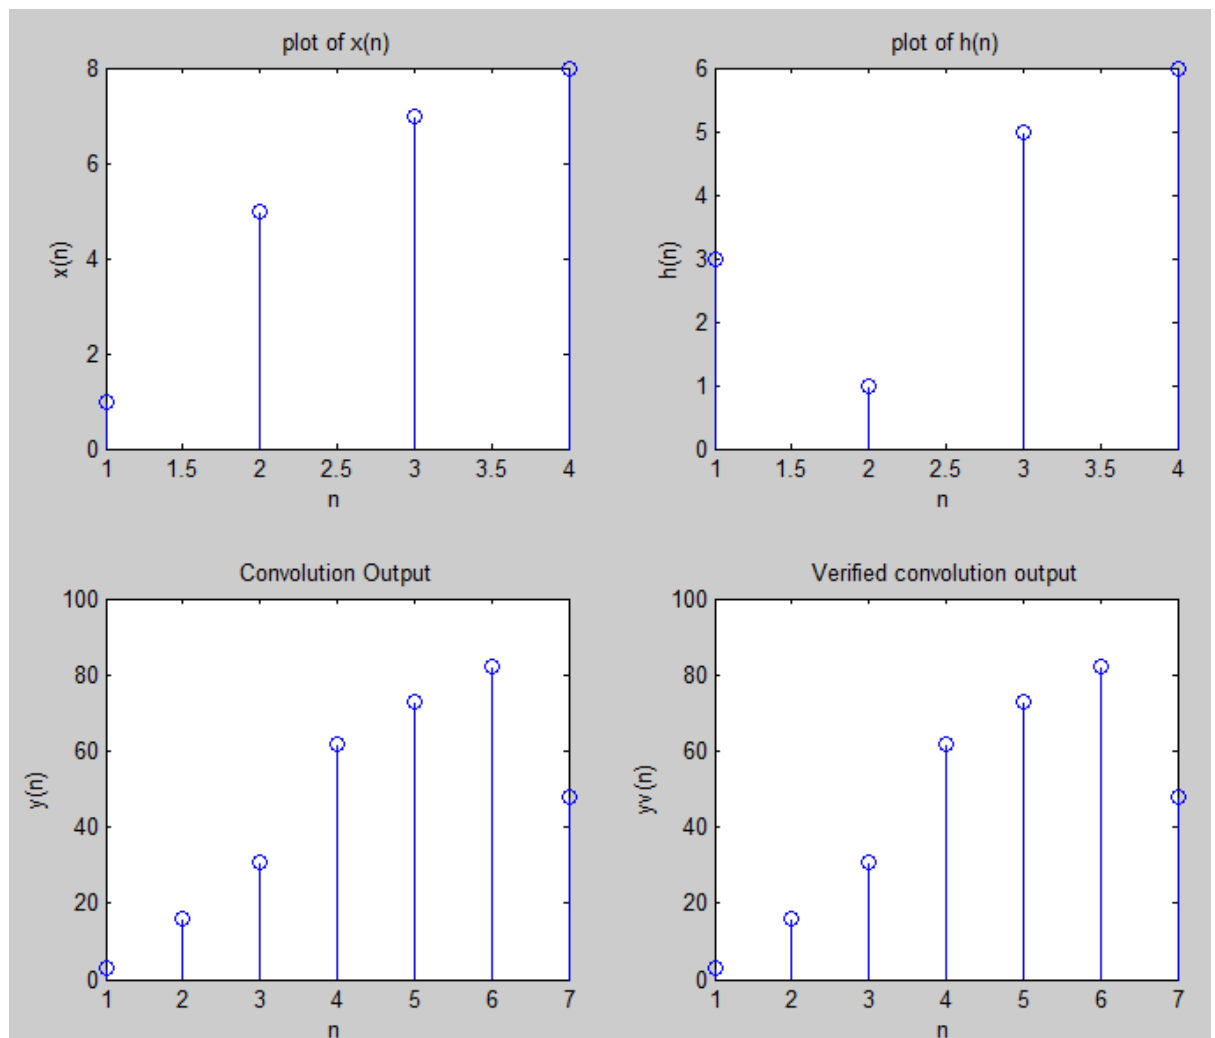 plot of x(n)
8
6
4
2
0
x(n)
1 1.5 2 2.5 3 3.5 4
n
plot of h(n)
6
5
4
3
2
1
0
h(n)
1 1.5 2 2.5 3 3.5 4
n
Convolution Output
100
80
60
40
20
0
y(n)
1 2 3 4 5 6 7
n
Verified convolution output
100
80
60
40
20
0
yv(n)
1 2 3 4 5 6 7
n